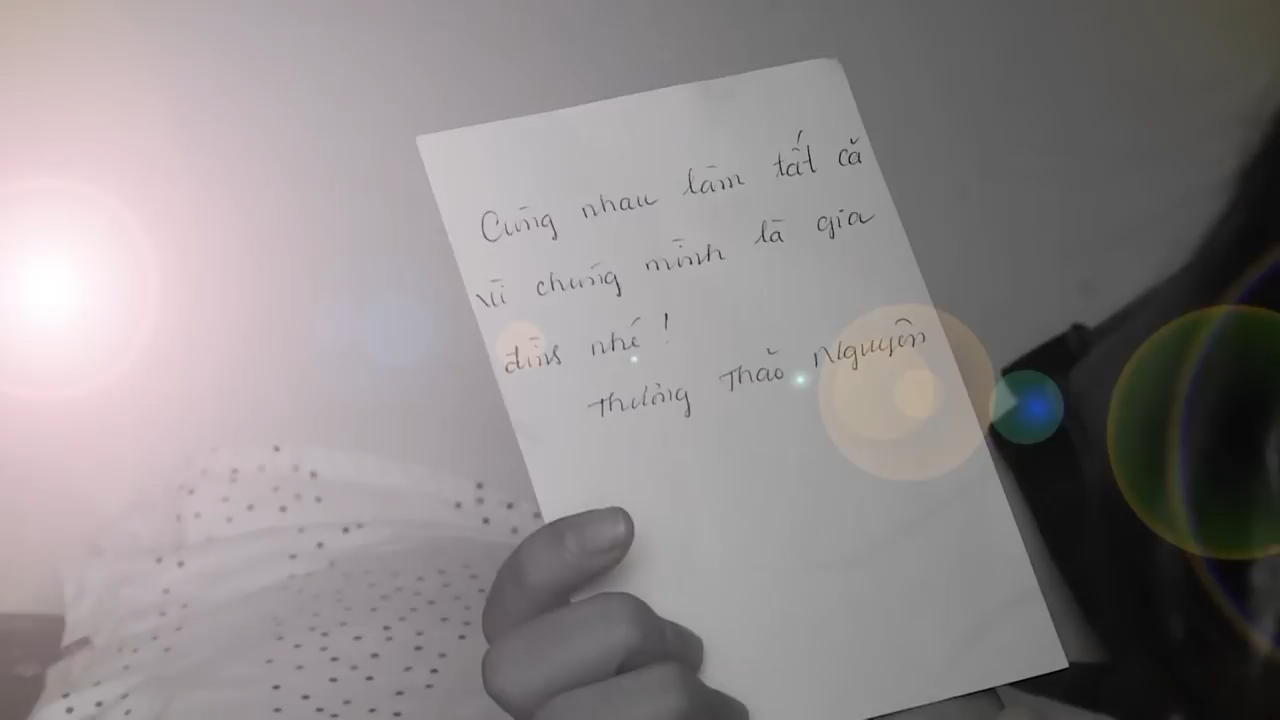 Cùng nhau làm tất cả
vì chúng mình là gia
đình nhé!
Thương Thảo Nguyên